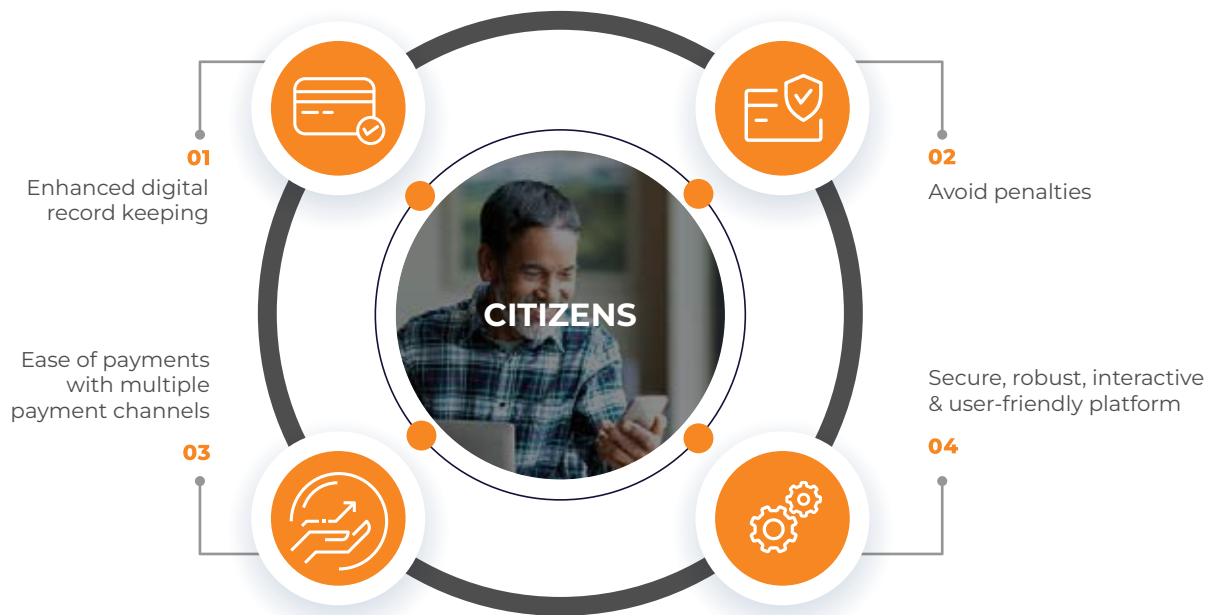 01
Enhanced digital
record keeping
02
Avoid penalties
CITIZENS
Ease of payments
with multiple
payment channels
03
Secure, robust, interactive
& user-friendly platform
04